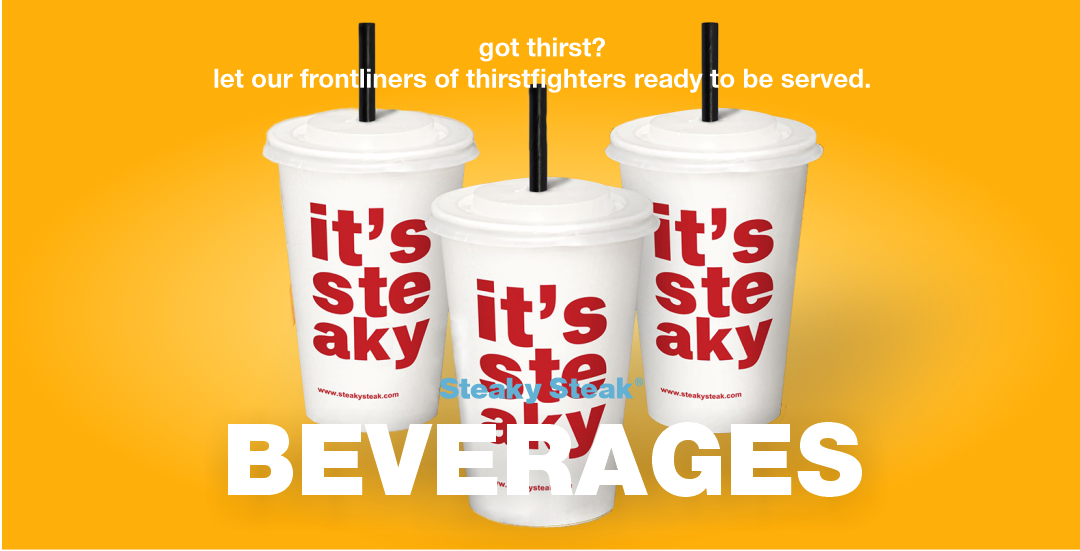 got thirst?
let our frontliners of thirstfighters ready to be served.
it's
ste
aky
www.steakysteak.com
it's
ste
aky
it's
ste
aky
www.steakysteak.com
Steaky Steak
BEVERAGES